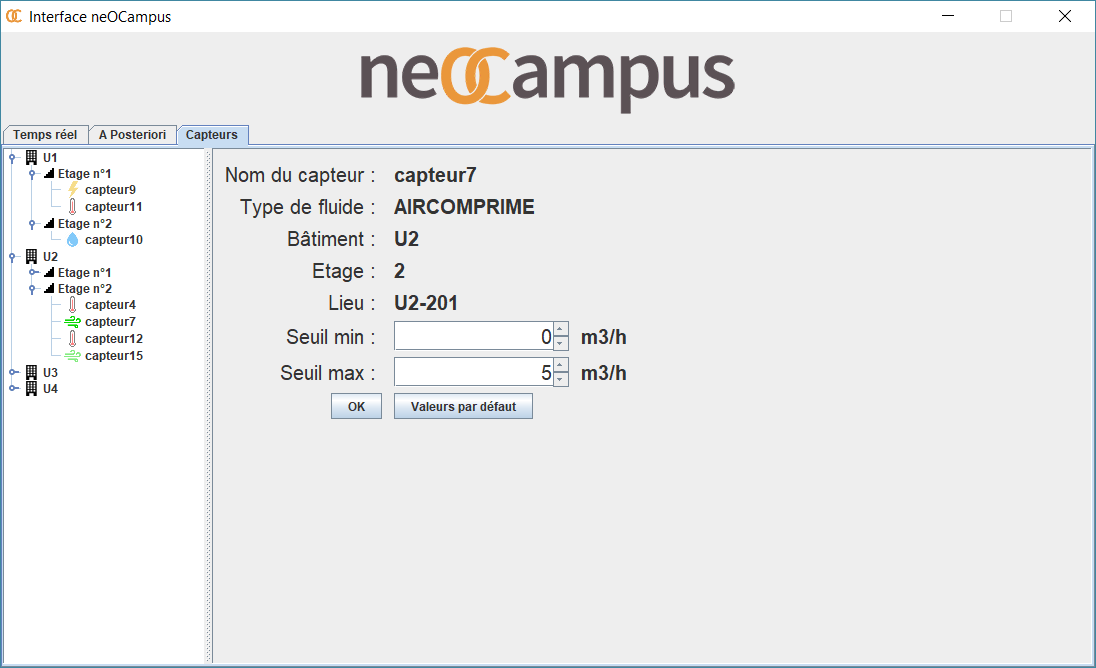 Interface neOCampus
neOCampus
Temps réel
A Posteriori
Capteurs
U1
Etage n°1
capteur9
capteur11
Etage n°2
capteur10
U2
Etage n°1
Etage n°2
capteur4
capteur7
capteur12
capteur15
U3
U4
Nom du capteur : capteur7
Type de fluide : AIRCOMPRIME
Bâtiment : U2
Etage : 2
Lieu : U2-201
Seuil min : 0 m3/h
Seuil max : 5 m3/h
OK
Valeurs par défaut